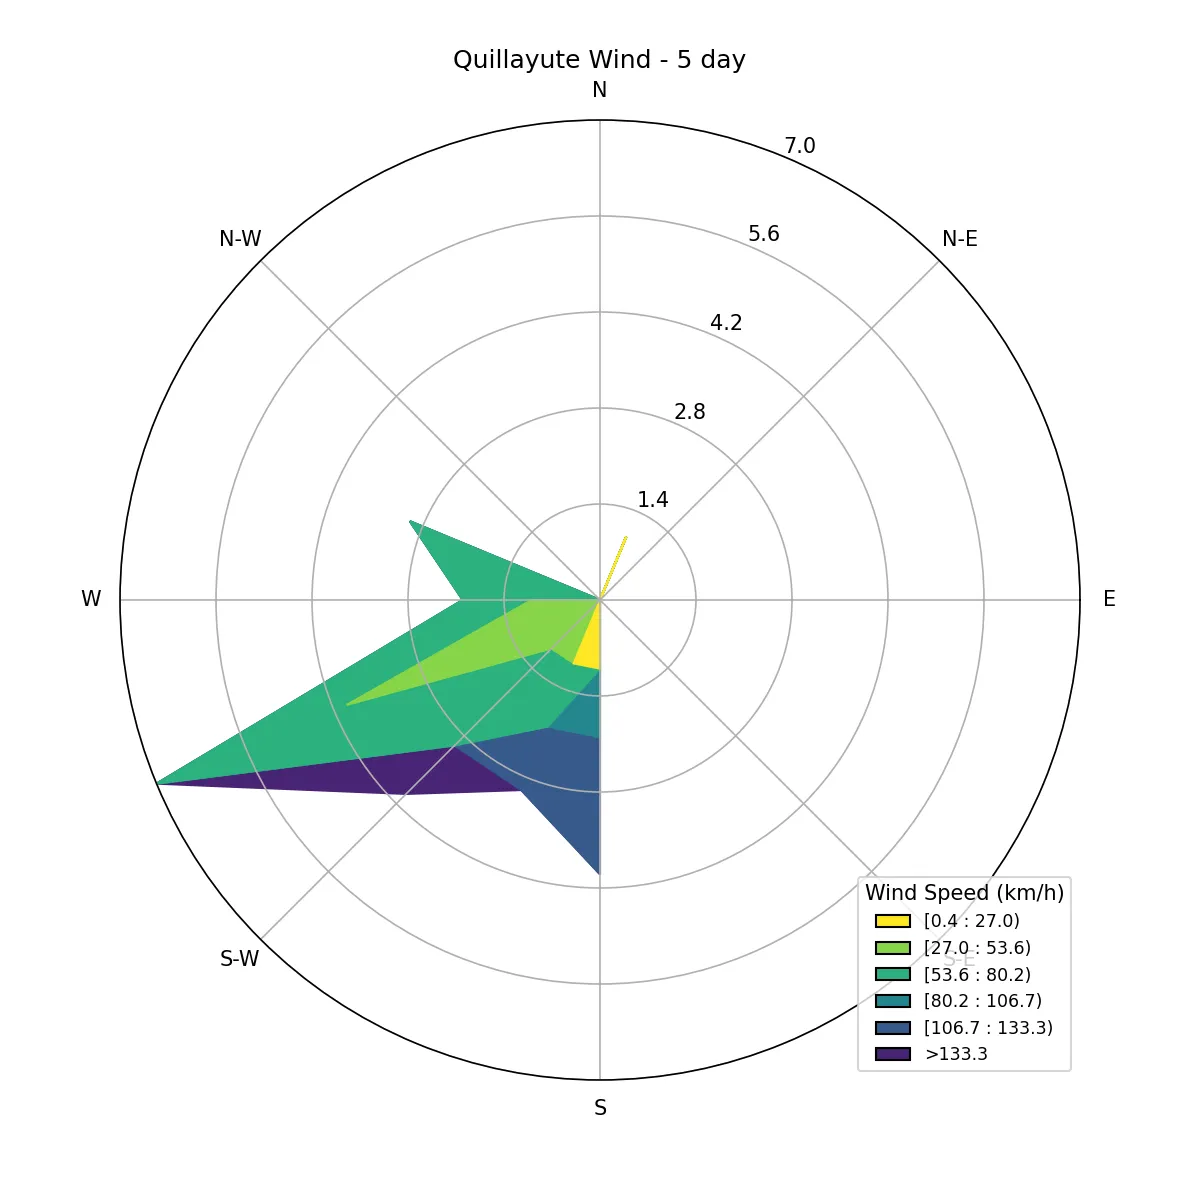 Quillayute Wind - 5 day
N
7.0
N-W
5.6
N-E
4.2
2.8
1.4
W
E
Wind Speed (km/h)
[0.4 : 27.0)
[27.0 : 53.6)
S-W
S-E
[53.6 : 80.2)
[80.2 : 106.7)
[106.7 : 133.3)
>133.3
S